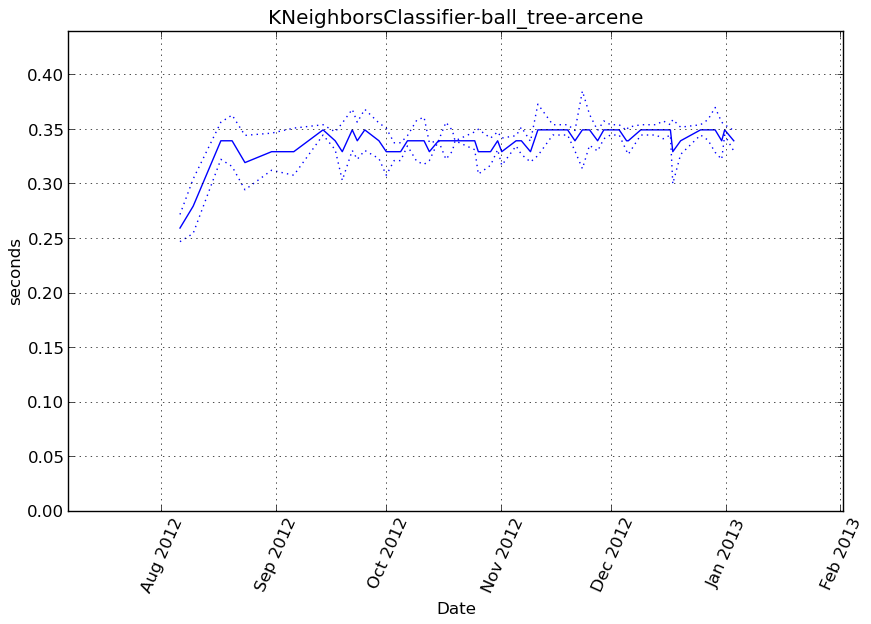 KNeighborsClassifier-ball_tree-arcene
0.40
0.35
0.30
0.25
0.20
0.15
0.10
0.05
0.00
seconds
Aug 2012
Sep 2012
Oct 2012
Nov 2012
Dec 2012
Jan 2013
Feb 2013
Date